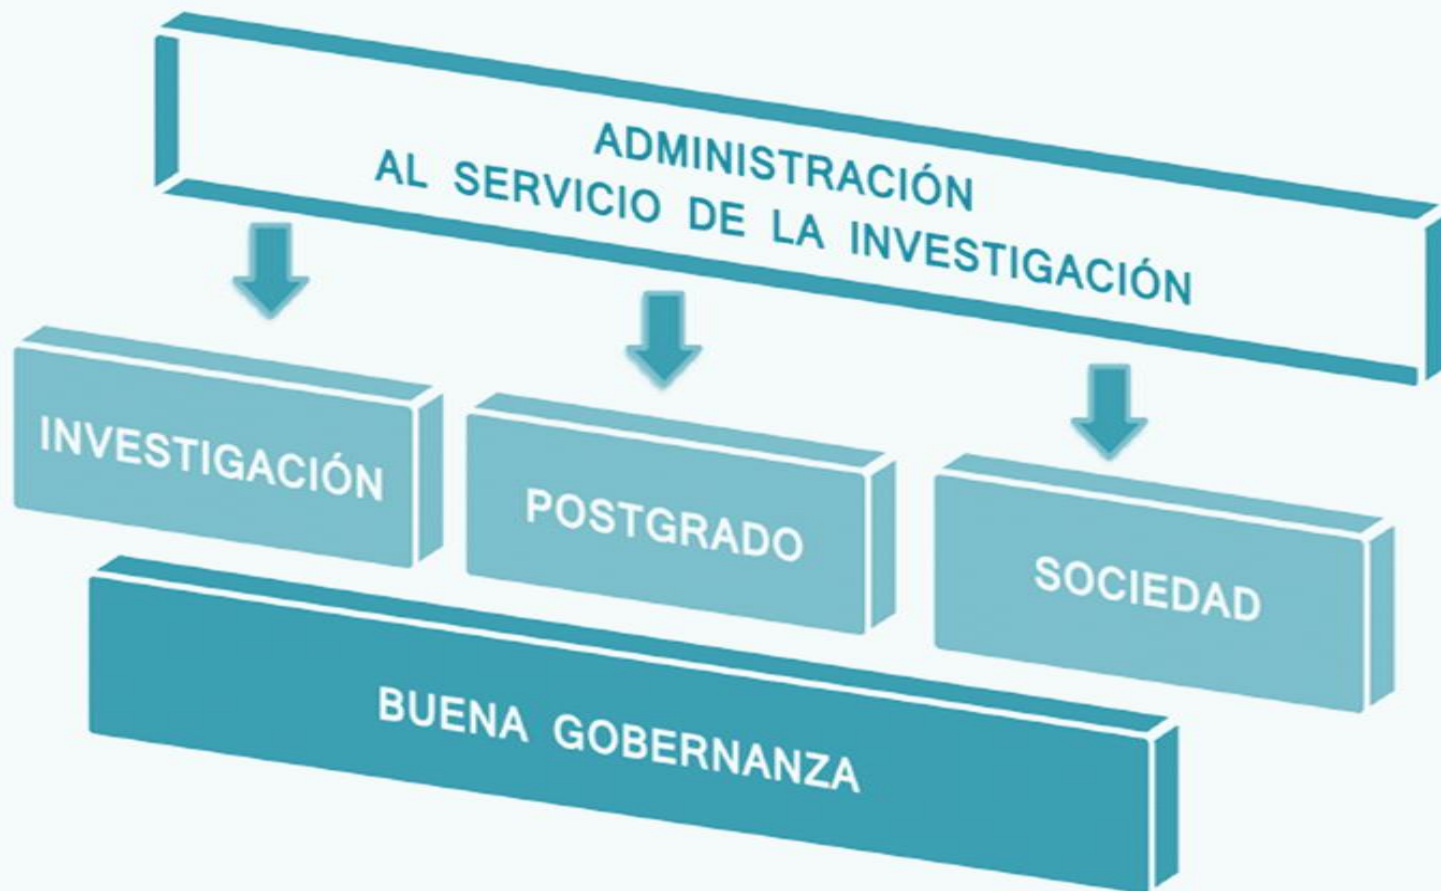 ADMINISTRACIÓN
AL SERVICIO DE LA INVESTIGACIÓN
INVESTIGACIÓN
POSTGRADO
SOCIEDAD
BUENA GOBERNANZA